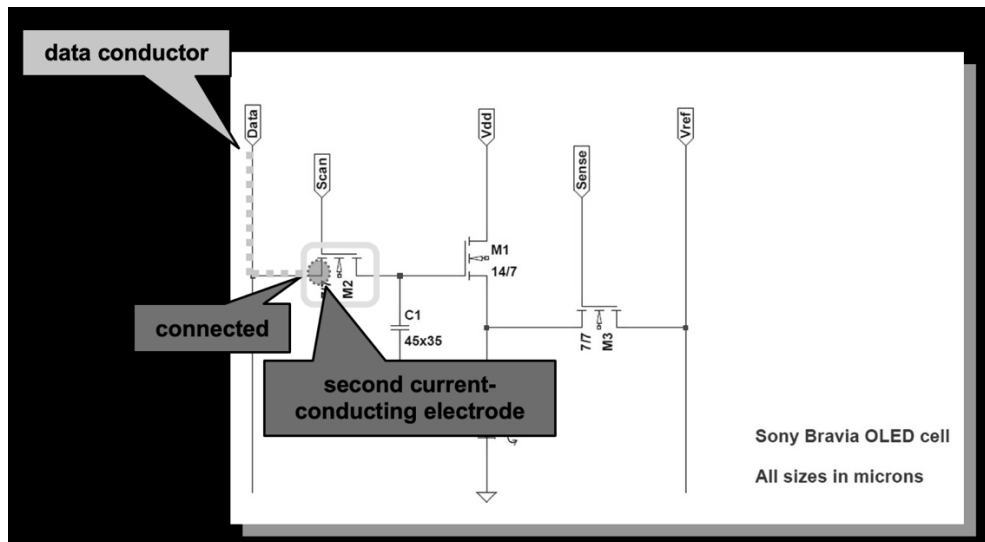 data conductor
Data
Scan
Vdd
Sense
Vref
M1
14/7
M2
connected
C1
45x35
7/7
M3
second current-
conducting electrode
Sony Bravia OLED cell
All sizes in microns